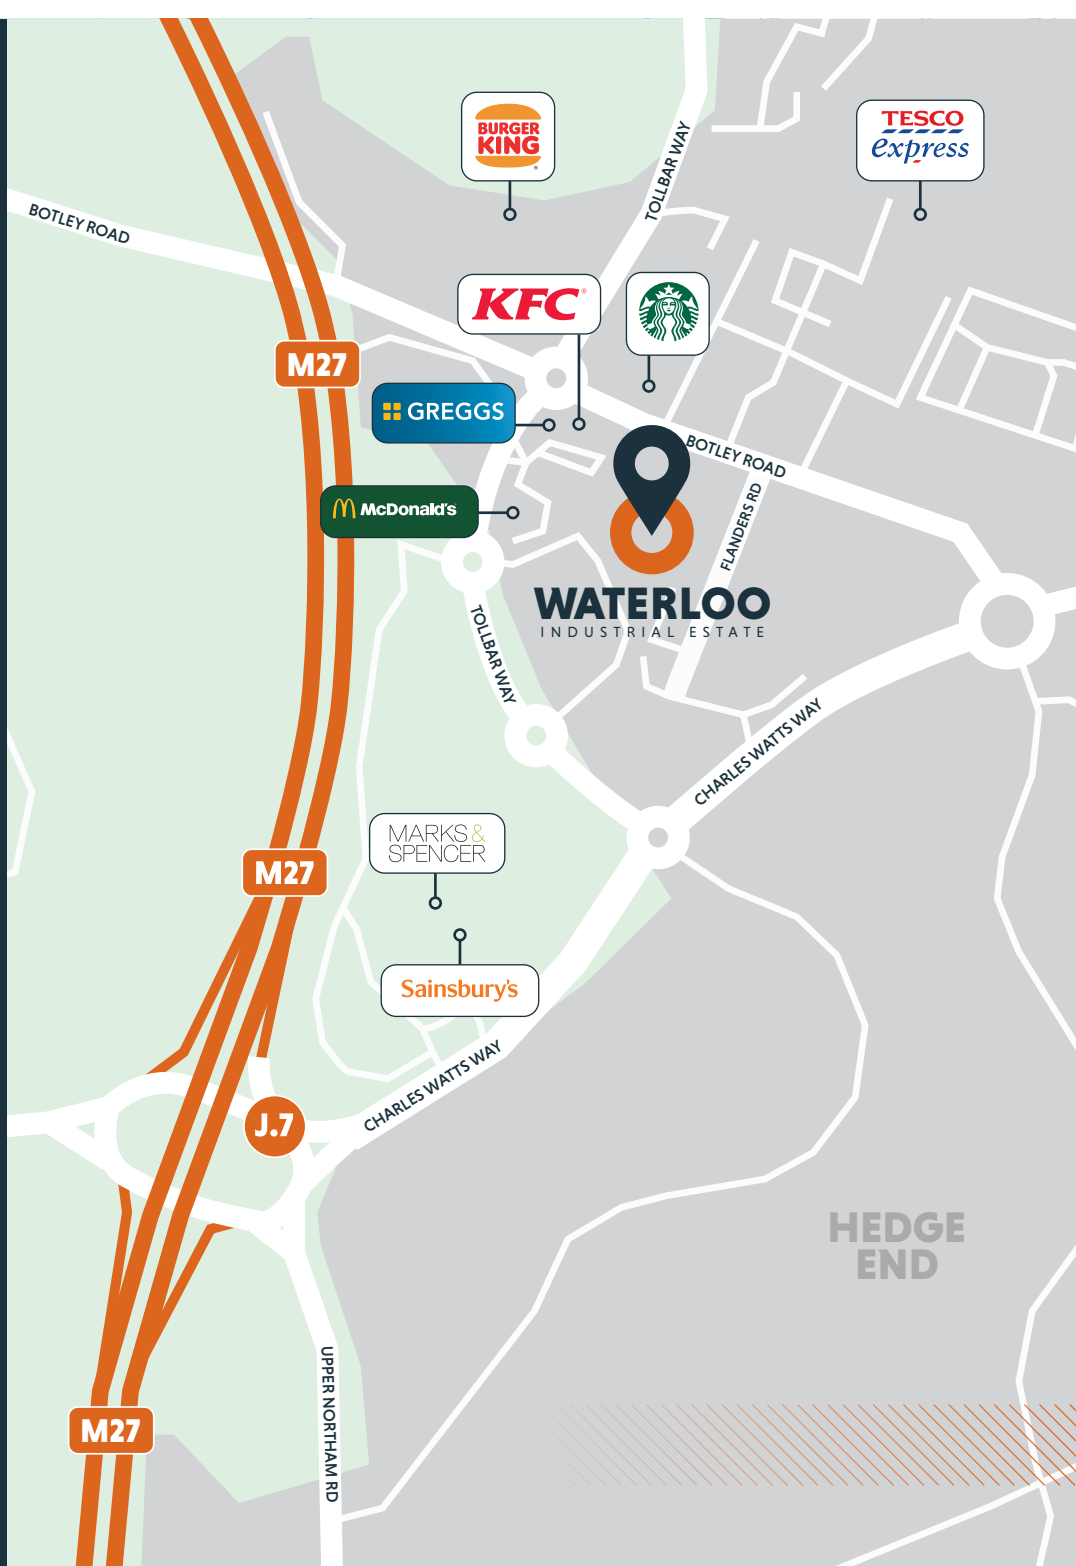 BURGER
KING
TESCO
express
TOLLBAR WAY
BOTLEY ROAD
KFC
M27
GREGGS
BOTLEY ROAD
McDonald's
FLANDERS RD
WATERLOO
INDUSTRIAL ESTATE
TOLLBAR WAY
CHARLES WATTS WAY
MARKS&
SPENCER
M27
Sainsbury's
CHARLES WATTS WAY
J.7
HEDGE
END
UPPER NORTHAM RD
M27